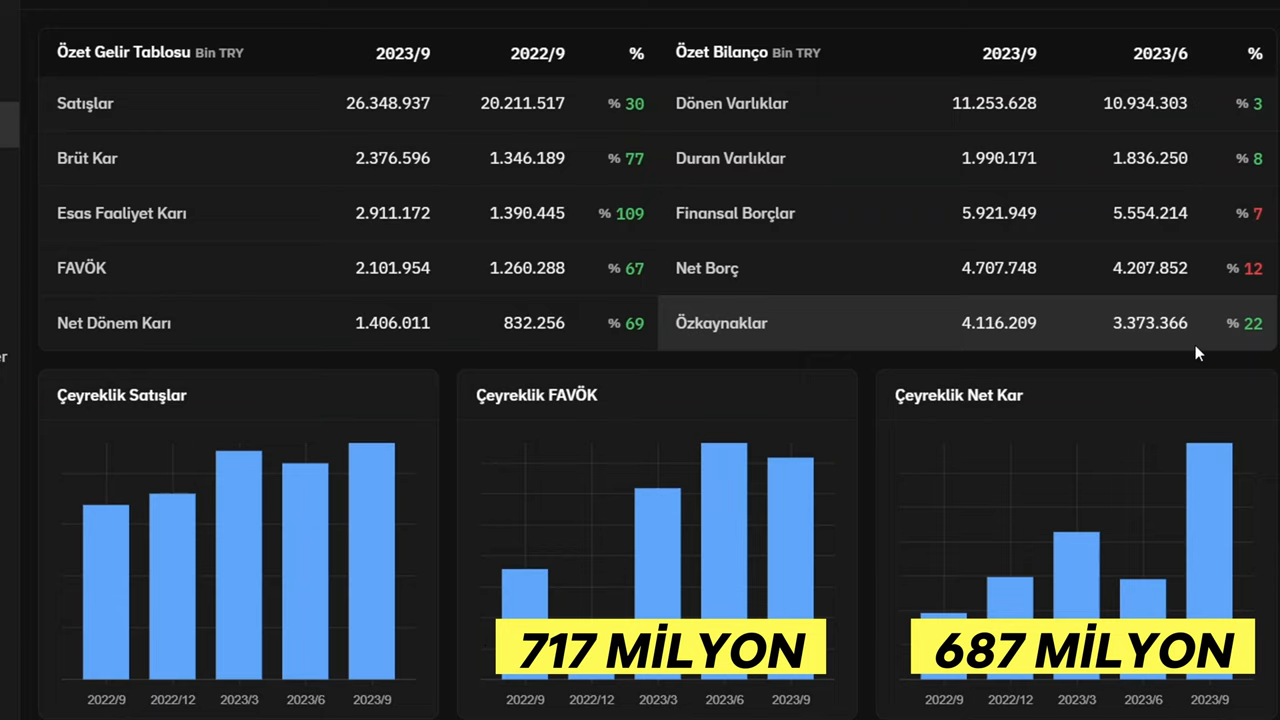 Özet Gelir Tablosu Bin TRY 2023/9 2022/9 % Özet Bilanço Bin TRY 2023/9 2023/6 %
Satışlar 26.348.937 20.211.517 % 30 Dönen Varlıklar 11.253.628 10.934.303 % 3
Brüt Kar 2.376.596 1.346.189 % 77 Duran Varlıklar 1.990.171 1.836.250 % 8
Esas Faaliyet Karı 2.911.172 1.390.445 % 109 Finansal Borçlar 5.921.949 5.554.214 % 7
FAVÖK 2.101.954 1.260.288 % 67 Net Borç 4.707.748 4.207.852 % 12
Net Dönem Karı 1.406.011 832.256 % 69 Özkaynaklar 4.116.209 3.373.366 % 22
er
Çeyreklik Satışlar Çeyreklik FAVÖK Çeyreklik Net Kar
717 MİLYON 687 MİLYON
2022/9 2022/12 2023/3 2023/6 2023/9 2022/9 2022/12 2023/3 2023/6 2023/9 2022/9 2022/12 2023/3 2023/6 2023/9